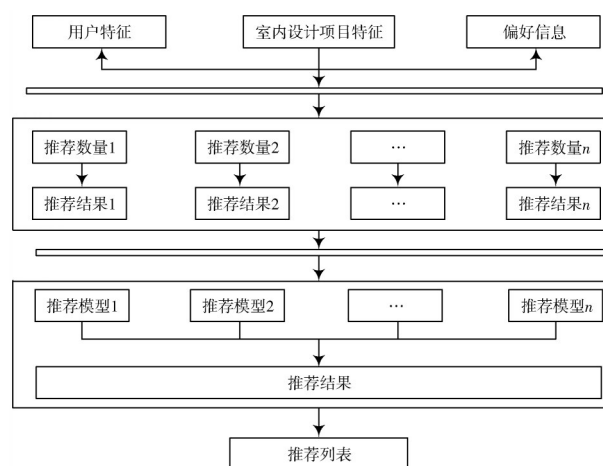 用户特征 室内设计项目特征 偏好信息
推荐数量1 推荐数量2 … 推荐数量n
推荐结果1 推荐结果2 … 推荐结果n
推荐模型1 推荐模型2 … 推荐模型n
推荐结果
推荐列表